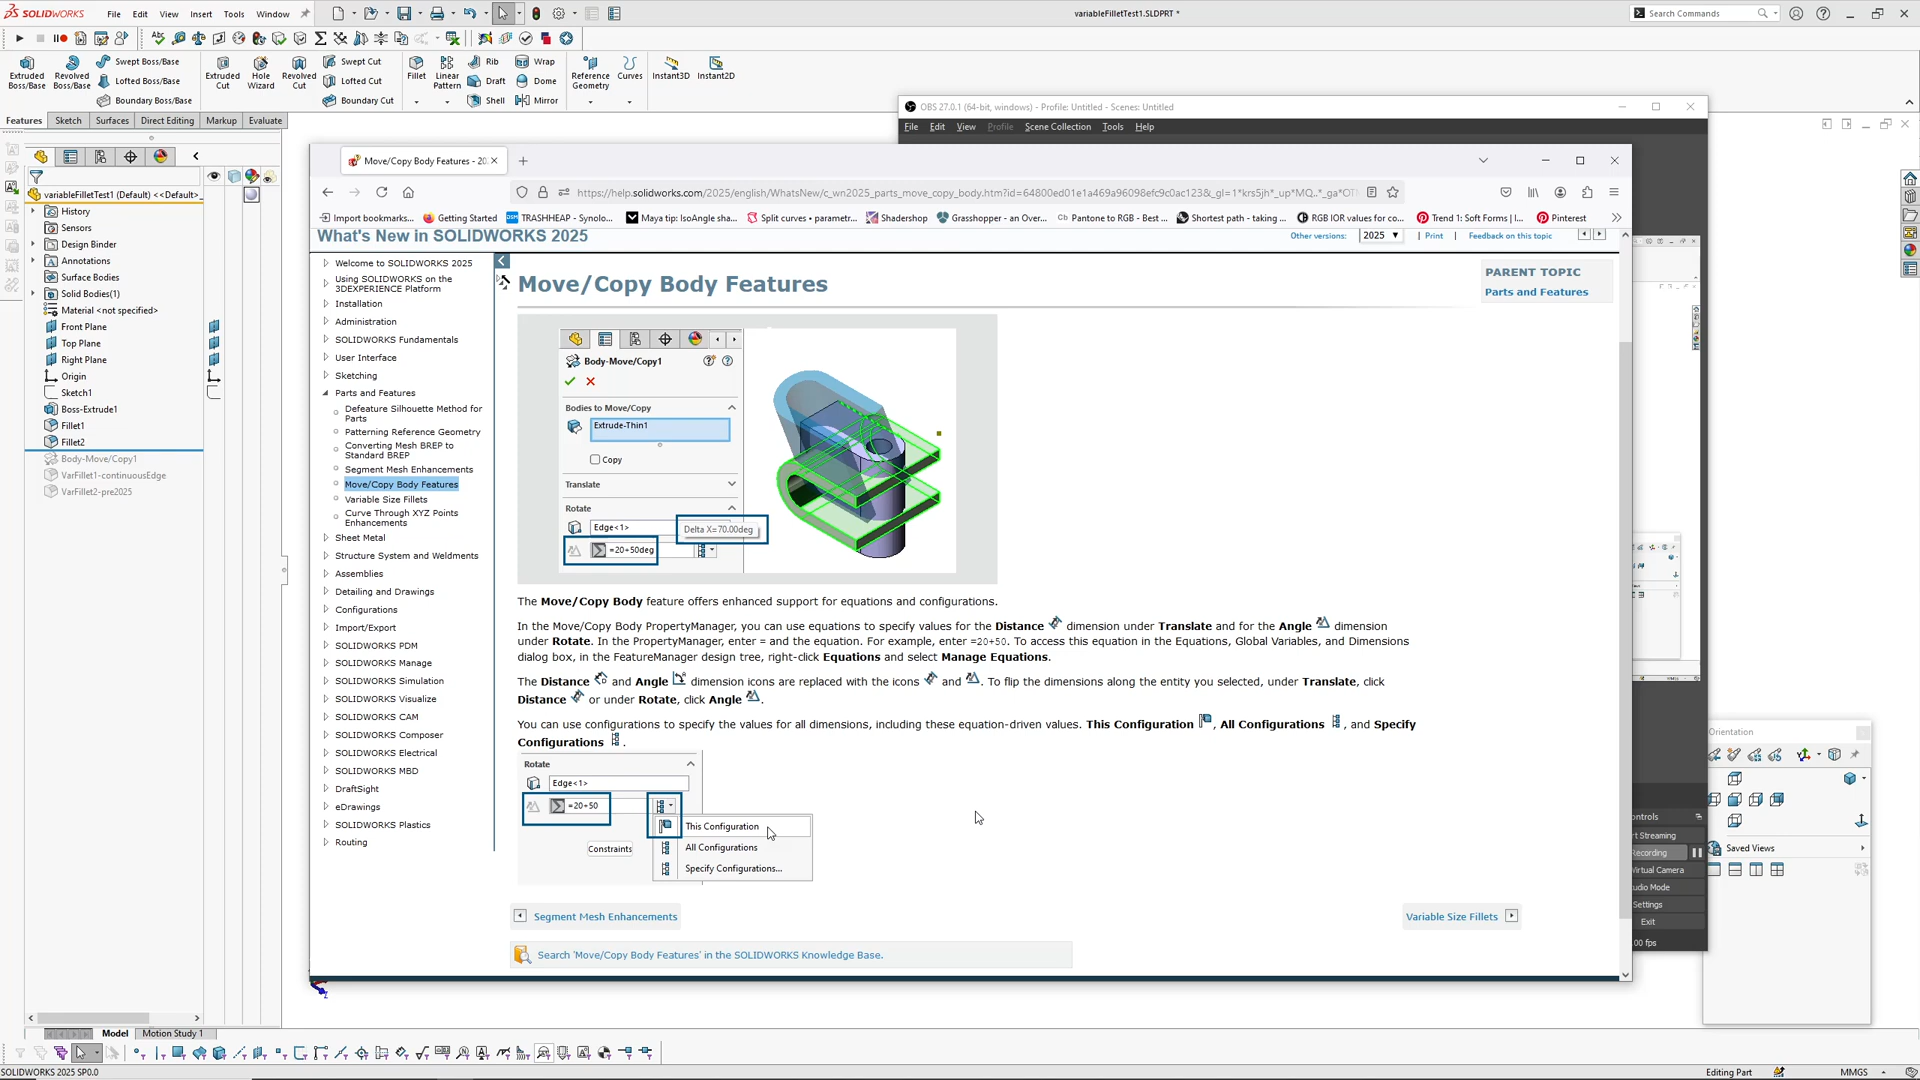 SOLIDWORKS File Edit View Insert Tools Window
variableFilletTest1.SLDPRT *
Search Commands
Extruded Boss/Base
Revolved Boss/Base
Swept Boss/Base
Lofted Boss/Base
Boundary Boss/Base
Extruded Cut
Hole Wizard
Revolved Cut
Swept Cut
Lofted Cut
Boundary Cut
Fillet
Linear Pattern
Rib
Draft
Shell
Wrap
Dome
Mirror
Reference Geometry
Curves
Instant3D
Instant2D
Features Sketch Surfaces Direct Editing Markup Evaluate
variableFilletTest1 (Default) <<Default>_
History
Sensors
Design Binder
Annotations
Surface Bodies
Solid Bodies(1)
Material <not specified>
Front Plane
Top Plane
Right Plane
Origin
Sketch1
Boss-Extrude1
Fillet1
Fillet2
Body-Move/Copy1
VarFillet1-continuousEdge
VarFillet2-pre2025
OBS 27.0.1 (64-bit, windows) - Profile: Untitled - Scenes: Untitled
File Edit View Profile Scene Collection Tools Help
Move/Copy Body Features - 20
https://help.solidworks.com/2025/english/WhatsNew/c_wn2025_parts_move_copy_body.htm?id=64800ed01e1a469a96098efc9c0ac123&_gl=1*krs5jh*_up*MQ..*_ga*OT
Import bookmarks... Getting Started TRASHHEAP - Synolo... Maya tip: IsoAngle sha... Split curves • parametr... Shadershop Grasshopper - an Over... Pantone to RGB - Best ... Shortest path - taking ... RGB IOR values for co... Trend 1: Soft Forms | I... Pinterest
What's New in SOLIDWORKS 2025
Other versions: 2025 | Print | Feedback on this topic
Welcome to SOLIDWORKS 2025
Using SOLIDWORKS on the
3DEXPERIENCE Platform
Installation
Administration
SOLIDWORKS Fundamentals
User Interface
Sketching
Parts and Features
Defeature Silhouette Method for
Parts
Patterning Reference Geometry
Converting Mesh BREP to
Standard BREP
Segment Mesh Enhancements
Move/Copy Body Features
Variable Size Fillets
Curve Through XYZ Points
Enhancements
Sheet Metal
Structure System and Weldments
Assemblies
Detailing and Drawings
Configurations
Import/Export
SOLIDWORKS PDM
SOLIDWORKS Manage
SOLIDWORKS Simulation
SOLIDWORKS Visualize
SOLIDWORKS CAM
SOLIDWORKS Composer
SOLIDWORKS Electrical
SOLIDWORKS MBD
DraftSight
eDrawings
SOLIDWORKS Plastics
Routing
Move/Copy Body Features
PARENT TOPIC
Parts and Features
Body-Move/Copy1
Bodies to Move/Copy
Extrude-Thin1
Copy
Translate
Rotate
Edge<1>
Delta X=70.00deg
=20+50deg
The Move/Copy Body feature offers enhanced support for equations and configurations.
In the Move/Copy Body PropertyManager, you can use equations to specify values for the Distance dimension under Translate and for the Angle dimension
under Rotate. In the PropertyManager, enter = and the equation. For example, enter =20+50. To access this equation in the Equations, Global Variables, and Dimensions
dialog box, in the FeatureManager design tree, right-click Equations and select Manage Equations.
The Distance and Angle dimension icons are replaced with the icons and . To flip the dimensions along the entity you selected, under Translate, click
Distance or under Rotate, click Angle .
You can use configurations to specify the values for all dimensions, including these equation-driven values. This Configuration , All Configurations , and Specify
Configurations .
Rotate
Edge<1>
=20+50
This Configuration
Constraints
All Configurations
Specify Configurations...
Segment Mesh Enhancements
Variable Size Fillets
Search 'Move/Copy Body Features' in the SOLIDWORKS Knowledge Base.
Orientation
Saved Views
ontrols
rt Streaming
Recording
Virtual Camera
udio Mode
Settings
Exit
.00 fps
Model Motion Study 1
SOLIDWORKS 2025 SP0.0
Editing Part
MMGS